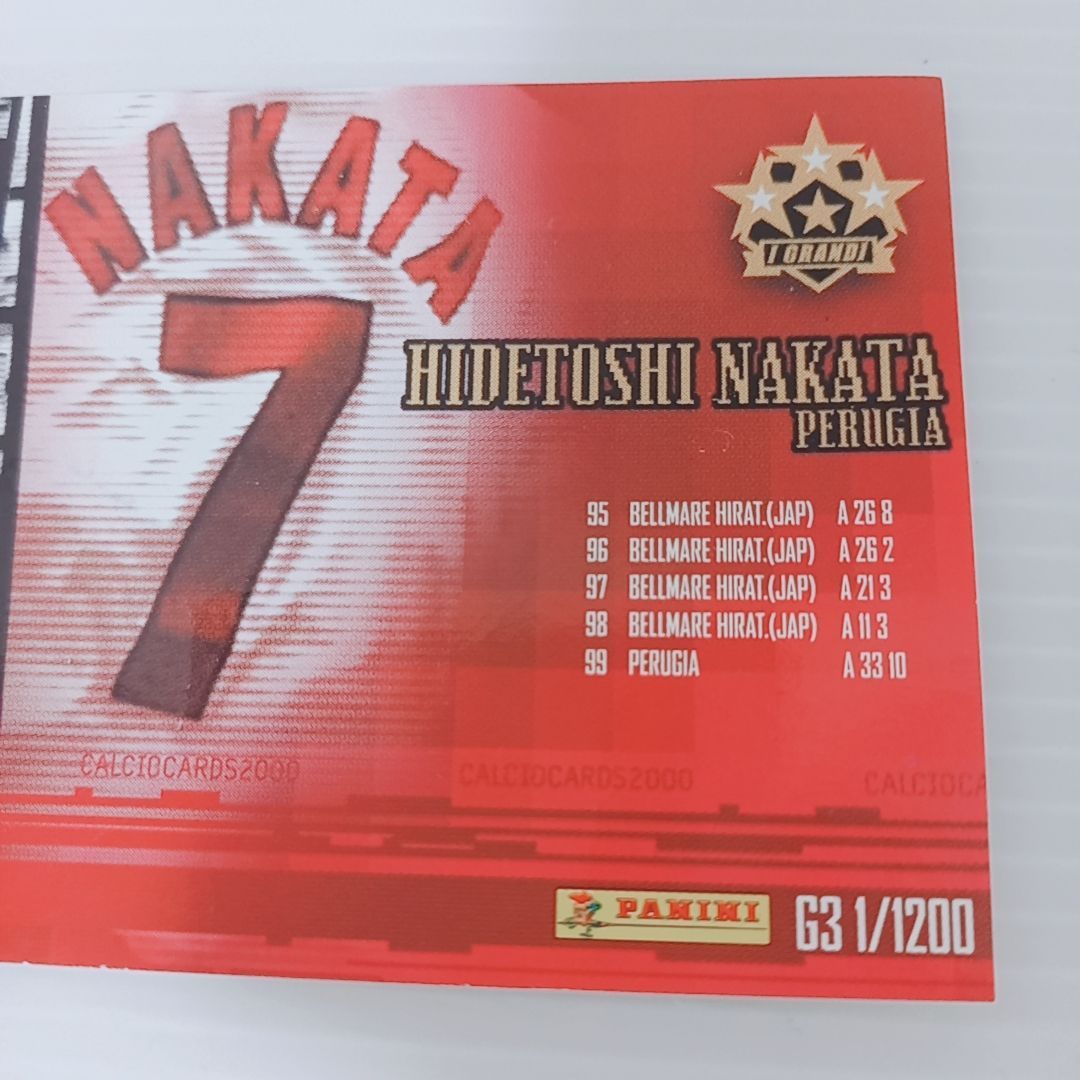 NAKATA
7
I GRANDI
HIDETOSHI NAKATA
PERUGIA
95 BELLMARE HIRAT.(JAP) A 26 8
96 BELLMARE HIRAT.(JAP) A 26 2
97 BELLMARE HIRAT.(JAP) A 21 3
98 BELLMARE HIRAT.(JAP) A 11 3
99 PERUGIA A 33 10
CALCIOCARDS2000 CALCIOCARDS2000 CALCIOCA
PANINI G3 1/1200